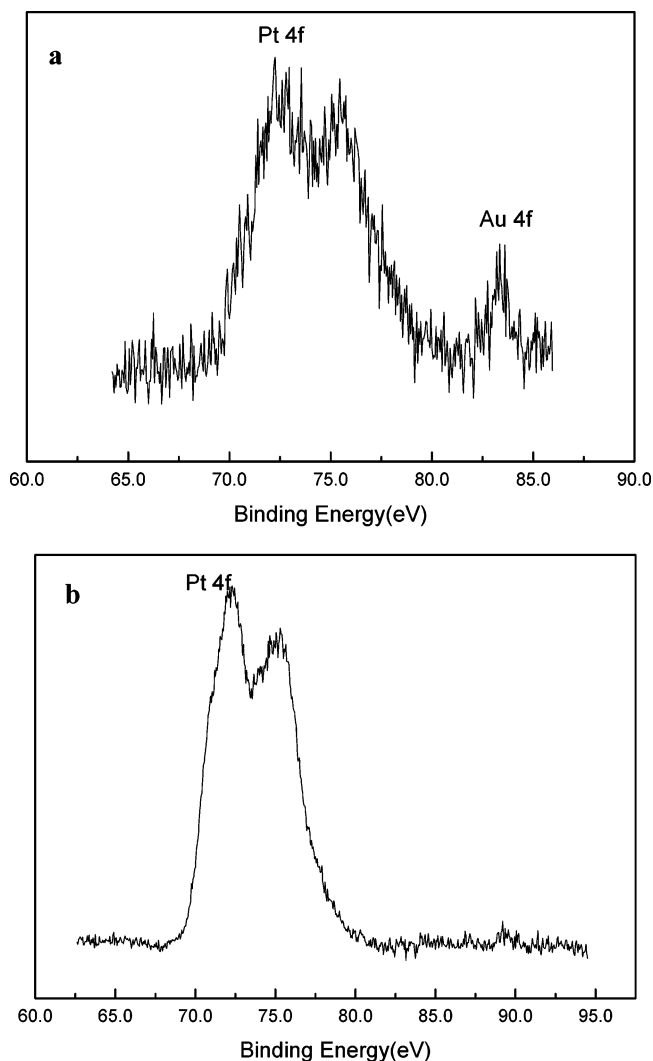 Pt 4f
a
Au 4f
60.0 65.0 70.0 75.0 80.0 85.0 90.0
Binding Energy(eV)
Pt 4f
b
60.0 65.0 70.0 75.0 80.0 85.0 90.0 95.0
Binding Energy(eV)